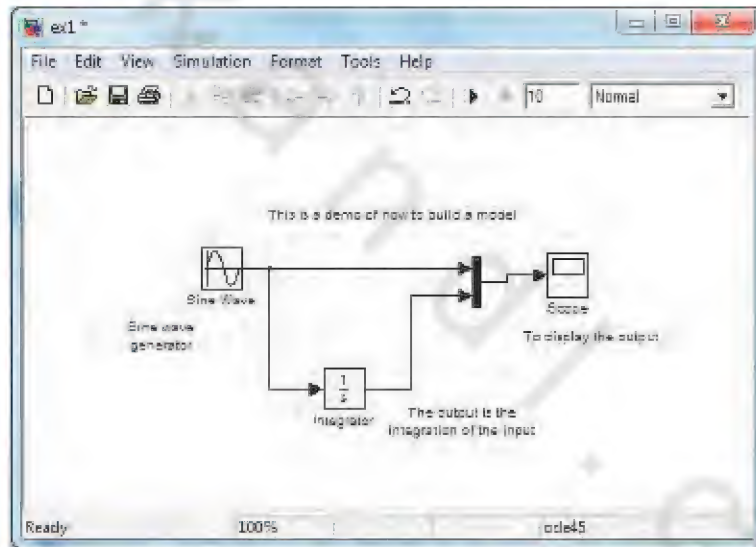 ex1 *
File Edit View Simulation Format Tools Help
10 Normal
This is a demo of how to build a model
Sine Wave
Sine wave
generator
Scope
To display the output
1
s
Integrator
The output is the
integration of the input
Ready 100% ode45